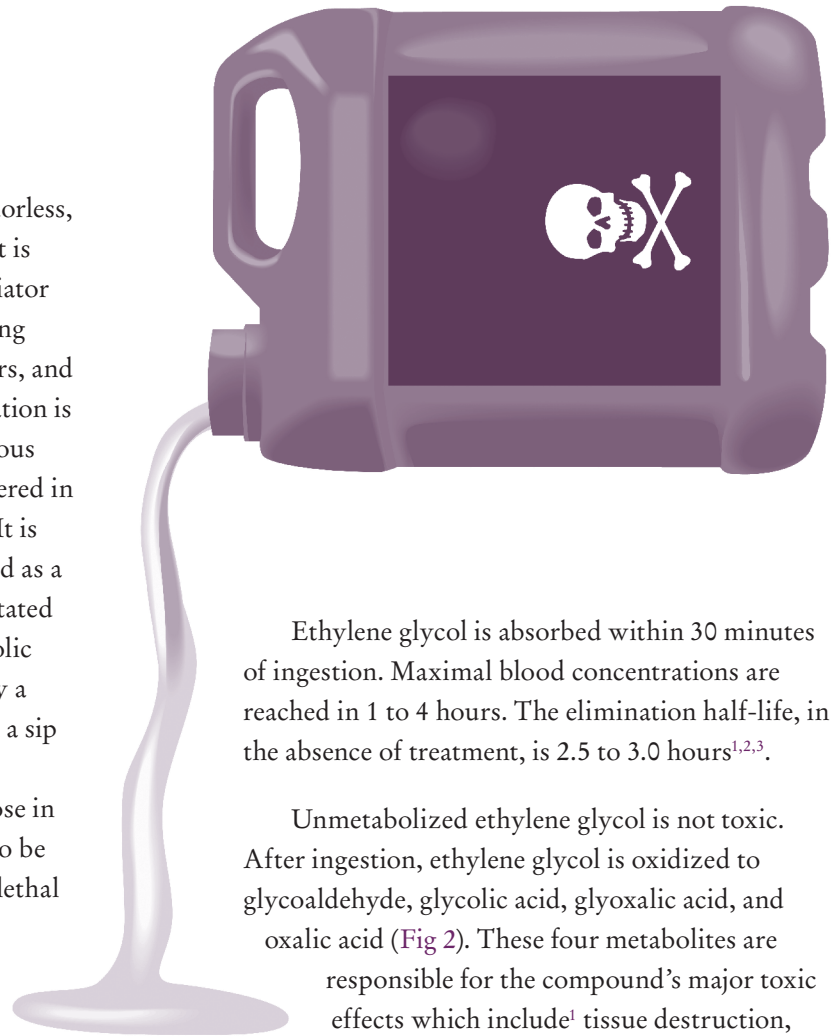 orless,
t is
iator
ng
rs, and
ation is
ous
ered in
It is
d as a
tated
olic
y a
a sip
ose in
o be
lethal
Ethylene glycol is absorbed within 30 minutes
of ingestion. Maximal blood concentrations are
reached in 1 to 4 hours. The elimination half-life, in
the absence of treatment, is 2.5 to 3.0 hours1,2,3.
Unmetabolized ethylene glycol is not toxic.
After ingestion, ethylene glycol is oxidized to
glycoaldehyde, glycolic acid, glyoxalic acid, and
oxalic acid (Fig 2). These four metabolites are
responsible for the compound’s major toxic
effects which include1 tissue destruction,